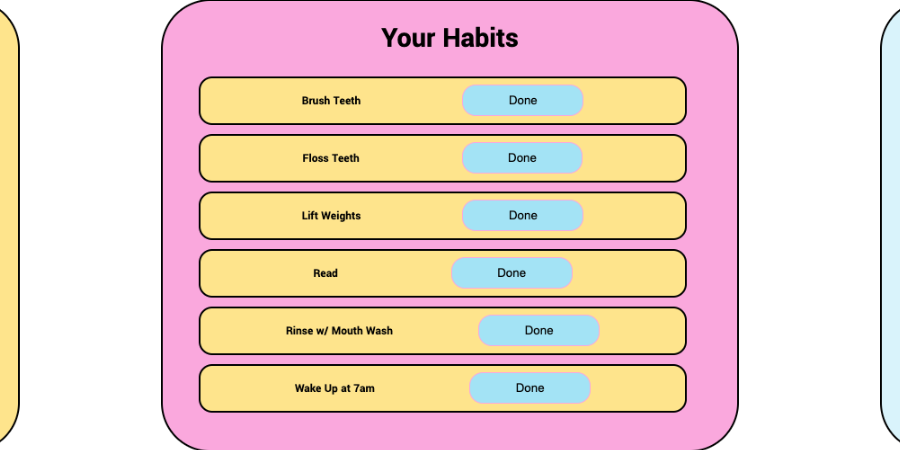 Your Habits
Brush Teeth Done
Floss Teeth Done
Lift Weights Done
Read Done
Rinse w/ Mouth Wash Done
Wake Up at 7am Done